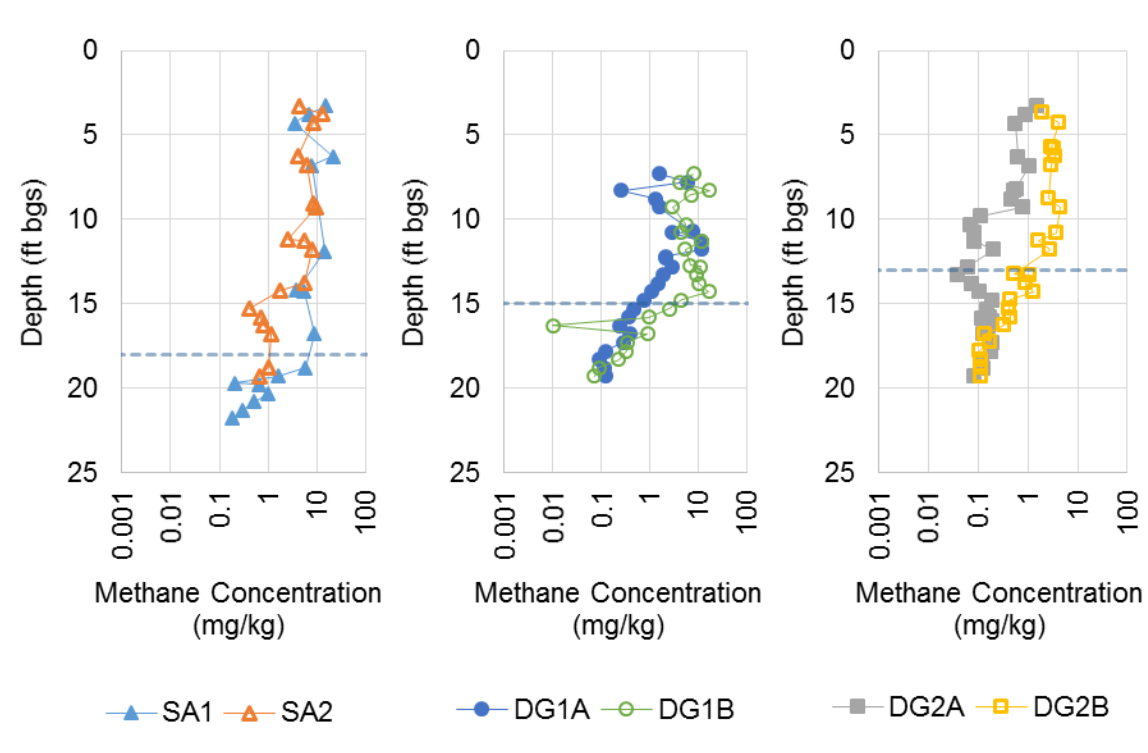 0
5
10
15
20
25
Depth (ft bgs)
0.001
0.01
0.1
1
10
100
Methane Concentration
(mg/kg)
SA1
SA2
0
5
10
15
20
25
Depth (ft bgs)
0.001
0.01
0.1
1
10
100
Methane Concentration
(mg/kg)
DG1A
DG1B
0
5
10
15
20
25
Depth (ft bgs)
0.001
0.01
0.1
1
10
100
Methane Concentration
(mg/kg)
DG2A
DG2B